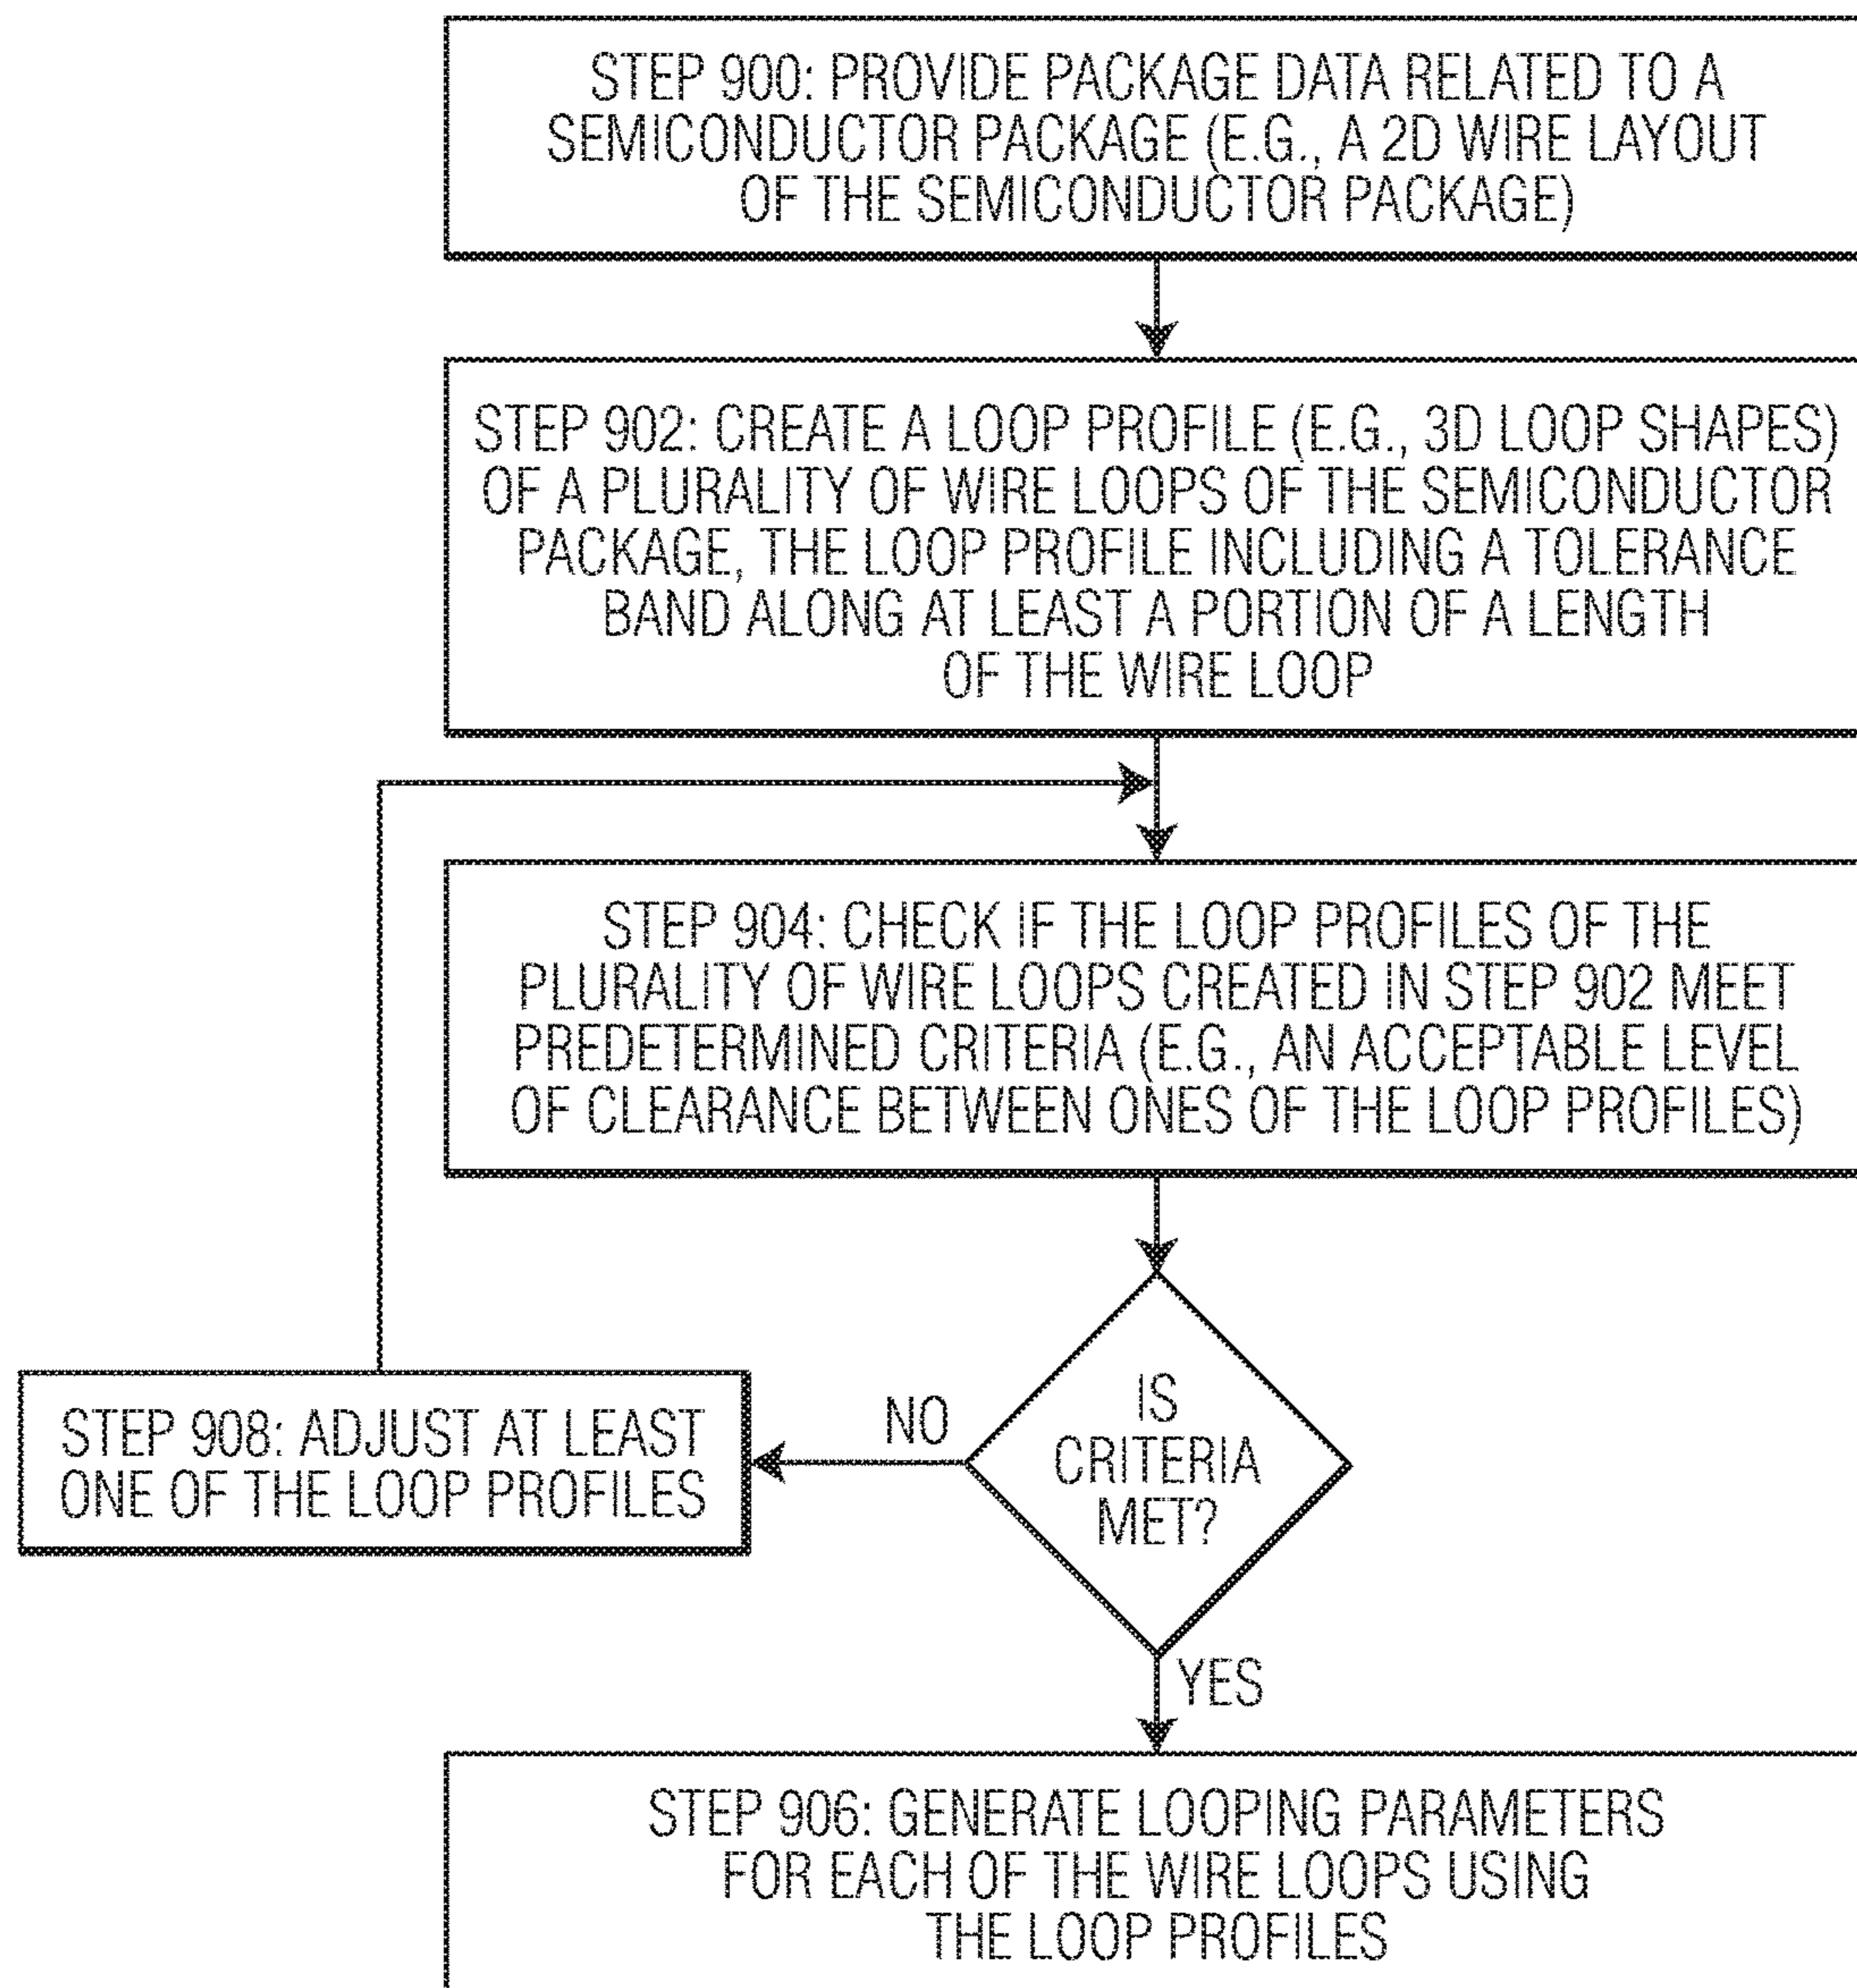 STEP 900: PROVIDE PACKAGE DATA RELATED TO A
SEMICONDUCTOR PACKAGE (E.G., A 2D WIRE LAYOUT
OF THE SEMICONDUCTOR PACKAGE)
STEP 902: CREATE A LOOP PROFILE (E.G., 3D LOOP SHAPES)
OF A PLURALITY OF WIRE LOOPS OF THE SEMICONDUCTOR
PACKAGE, THE LOOP PROFILE INCLUDING A TOLERANCE
BAND ALONG AT LEAST A PORTION OF A LENGTH
OF THE WIRE LOOP
STEP 904: CHECK IF THE LOOP PROFILES OF THE
PLURALITY OF WIRE LOOPS CREATED IN STEP 902 MEET
PREDETERMINED CRITERIA (E.G., AN ACCEPTABLE LEVEL
OF CLEARANCE BETWEEN ONES OF THE LOOP PROFILES)
IS
CRITERIA
MET?
NO
STEP 908: ADJUST AT LEAST
ONE OF THE LOOP PROFILES
YES
STEP 906: GENERATE LOOPING PARAMETERS
FOR EACH OF THE WIRE LOOPS USING
THE LOOP PROFILES